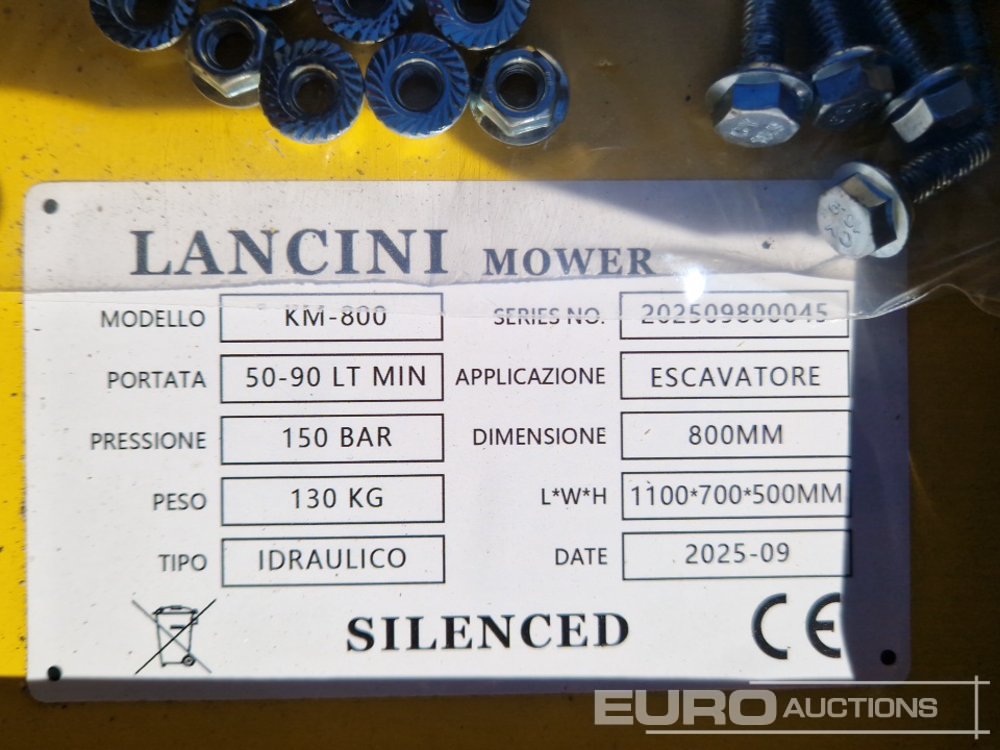 LANCINI MOWER
MODELLO KM-800 SERIES NO. 202509800045
PORTATA 50-90 LT MIN APPLICAZIONE ESCAVATORE
PRESSIONE 150 BAR DIMENSIONE 800MM
PESO 130 KG L*W*H 1100*700*500MM
TIPO IDRAULICO DATE 2025-09
SILENCED CE
EURO AUCTIONS